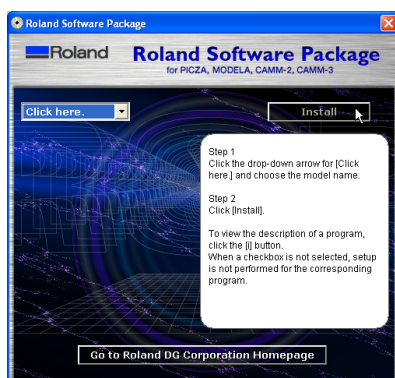 Roland Software Package
Roland
Roland Software Package
for PICZA, MODELA, CAMM-2, CAMM-3
Click here.
Install
Step 1
Click the drop-down arrow for [Click
here.] and choose the model name.
Step 2
Click [Install].
To view the description of a program,
click the [i] button.
When a checkbox is not selected, setup
is not performed for the corresponding
program.
Go to Roland DG Corporation Homepage